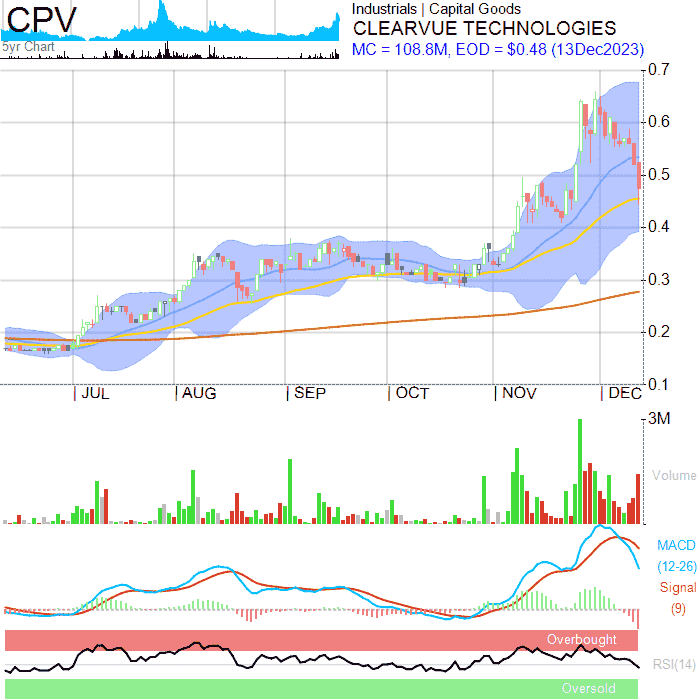 CPV
5yr Chart
Industrials | Capital Goods
CLEARVUE TECHNOLOGIES
MC = 108.8M, EOD = $0.48 (13Dec2023)
0.7
0.6
0.5
0.4
0.3
0.2
0.1
JUL AUG SEP OCT NOV DEC
3M
Volume
MACD
(12-26)
Signal
(9)
Overbought
RSI(14)
Oversold